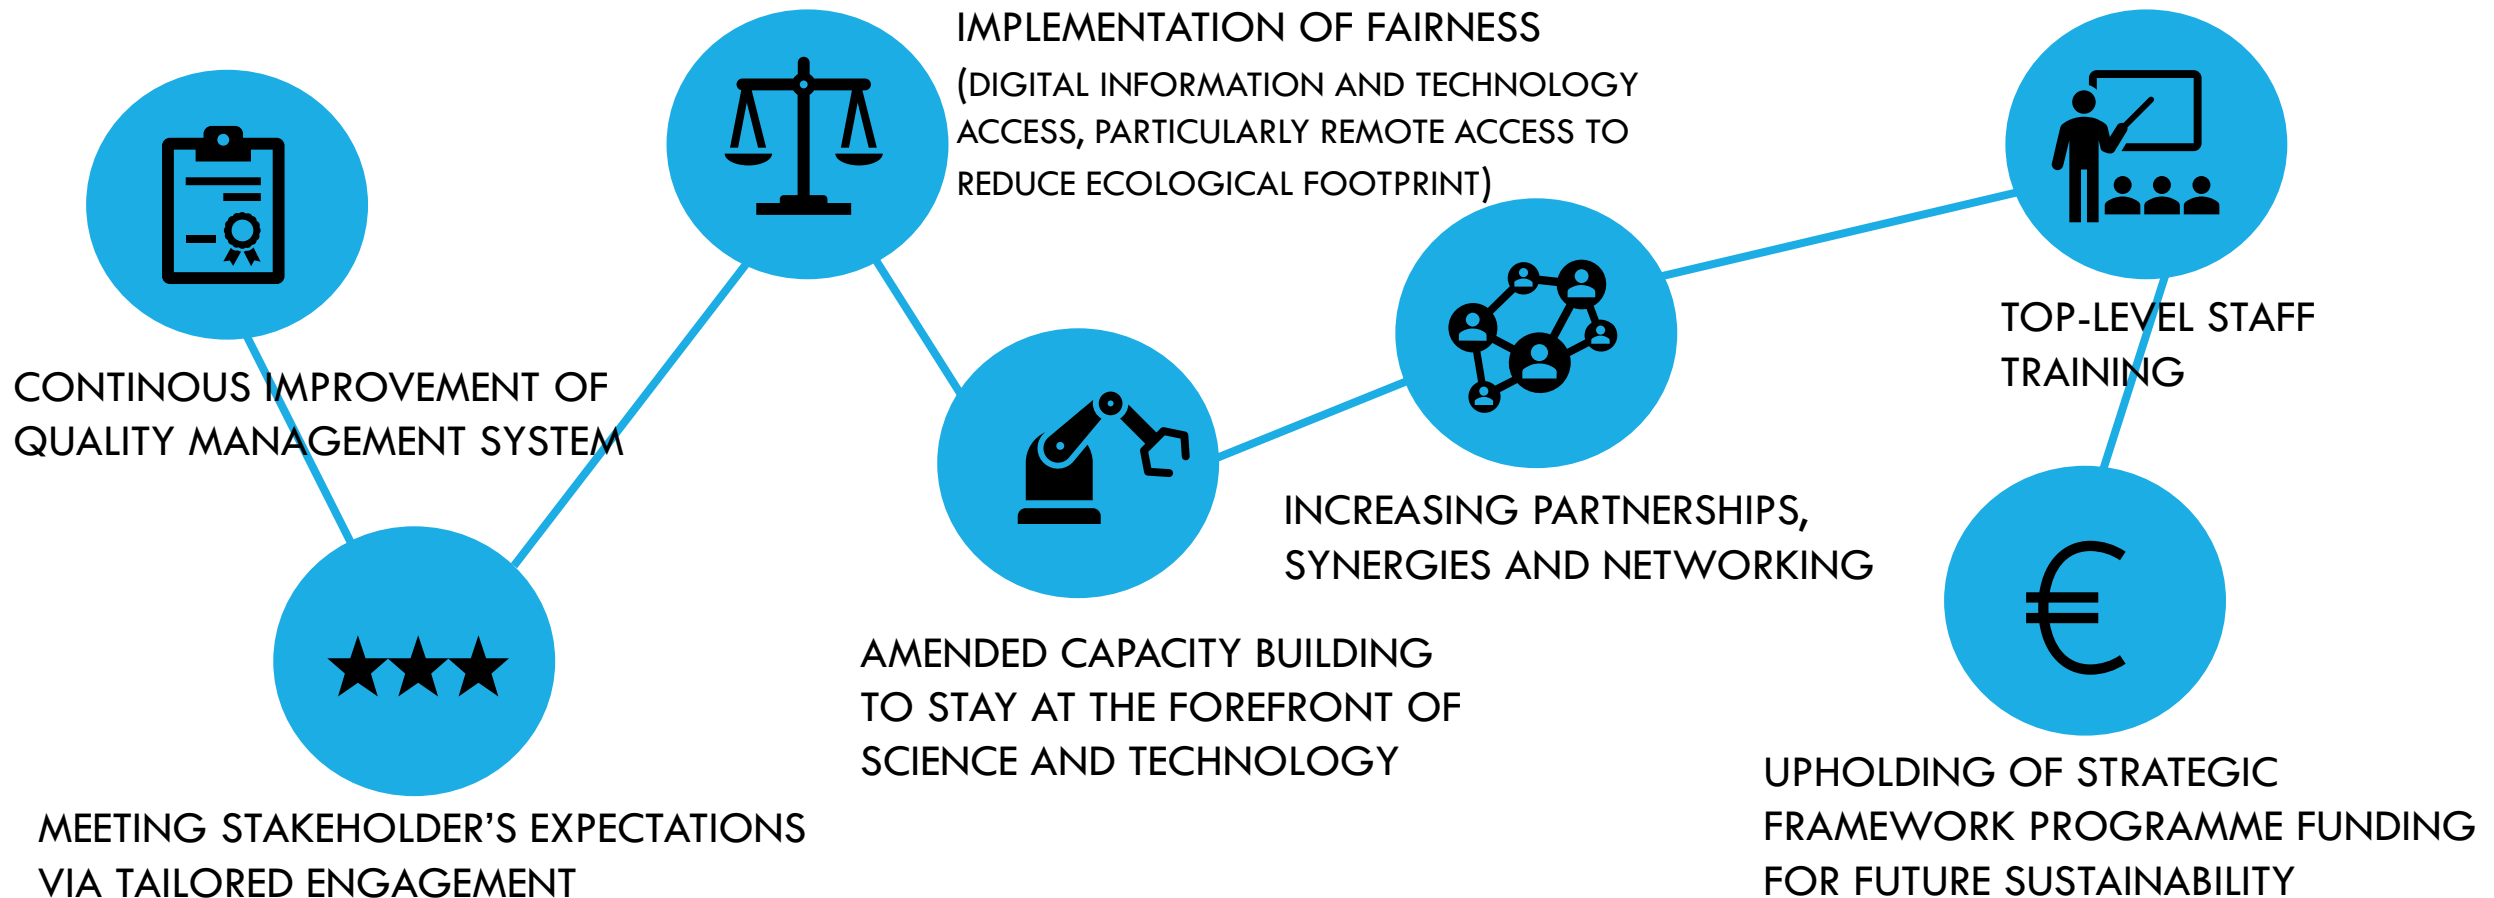 CONTINOUS IMPROVEMENT OF
QUALITY MANAGEMENT SYSTEM
MEETING STAKEHOLDER’S EXPECTATIONS
VIA TAILORED ENGAGEMENT
IMPLEMENTATION OF FAIRNESS
(DIGITAL INFORMATION AND TECHNOLOGY
ACCESS, PARTICULARLY REMOTE ACCESS TO
REDUCE ECOLOGICAL FOOTPRINT)
AMENDED CAPACITY BUILDING
TO STAY AT THE FOREFRONT OF
SCIENCE AND TECHNOLOGY
INCREASING PARTNERSHIPS,
SYNERGIES AND NETWORKING
TOP-LEVEL STAFF
TRAINING
€
UPHOLDING OF STRATEGIC
FRAMEWORK PROGRAMME FUNDING
FOR FUTURE SUSTAINABILITY